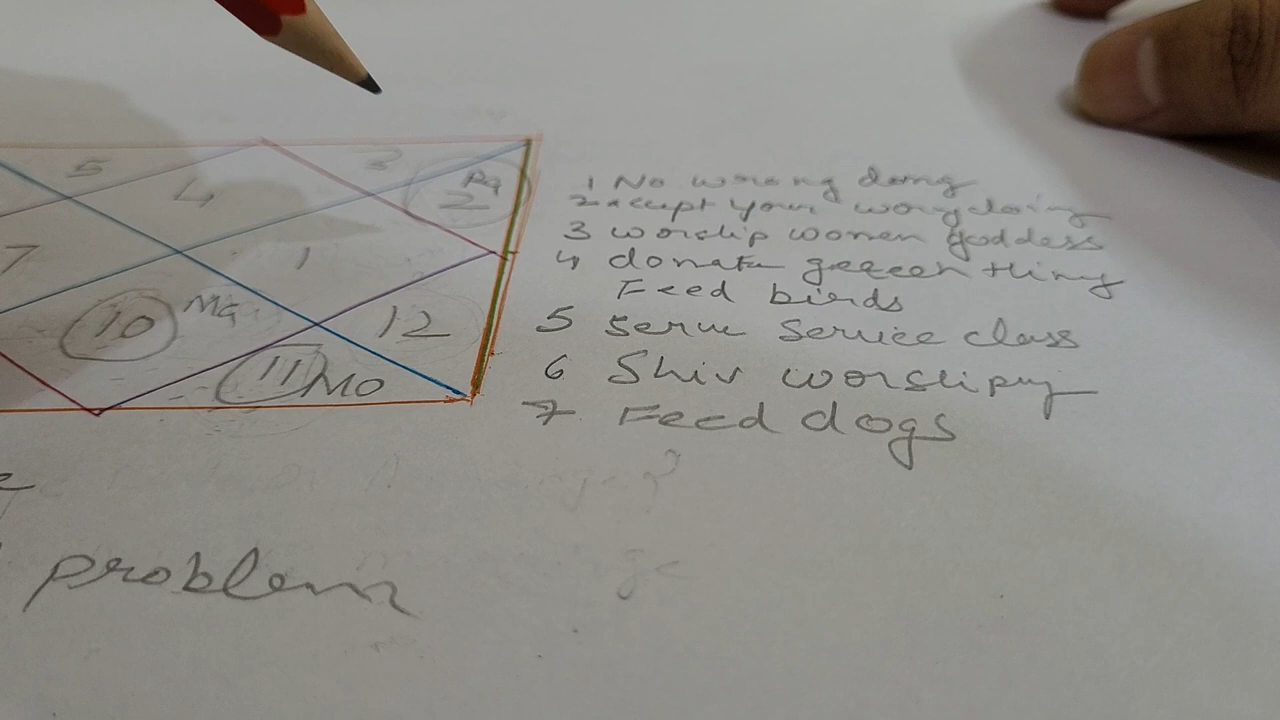 5
4
3
Ra
2
7
1
10
Ma
12
11
Mo
1 No wrong doing
2 accept your wrongdoing
3 worship women goddess
4 donate green thing
Feed birds
5 serve service class
6 Shiv worshiping
7 Feed dogs
problem